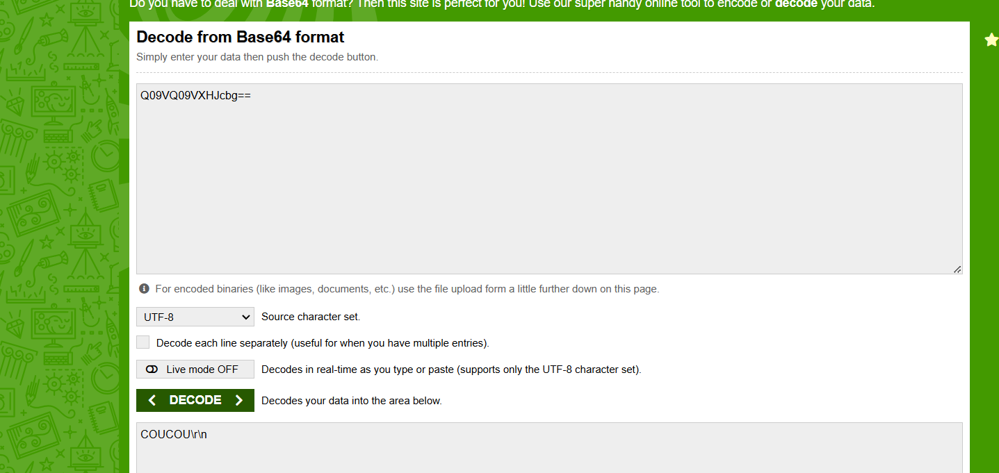 Do you have to deal with Base64 format? Then this site is perfect for you! Use our super handy online tool to encode or decode your data.
Decode from Base64 format
Simply enter your data then push the decode button.
Q09VQ09VXHJcbg==
For encoded binaries (like images, documents, etc.) use the file upload form a little further down on this page.
UTF-8 Source character set.
Decode each line separately (useful for when you have multiple entries).
Live mode OFF Decodes in real-time as you type or paste (supports only the UTF-8 character set).
< DECODE > Decodes your data into the area below.
COUCOU\r\n